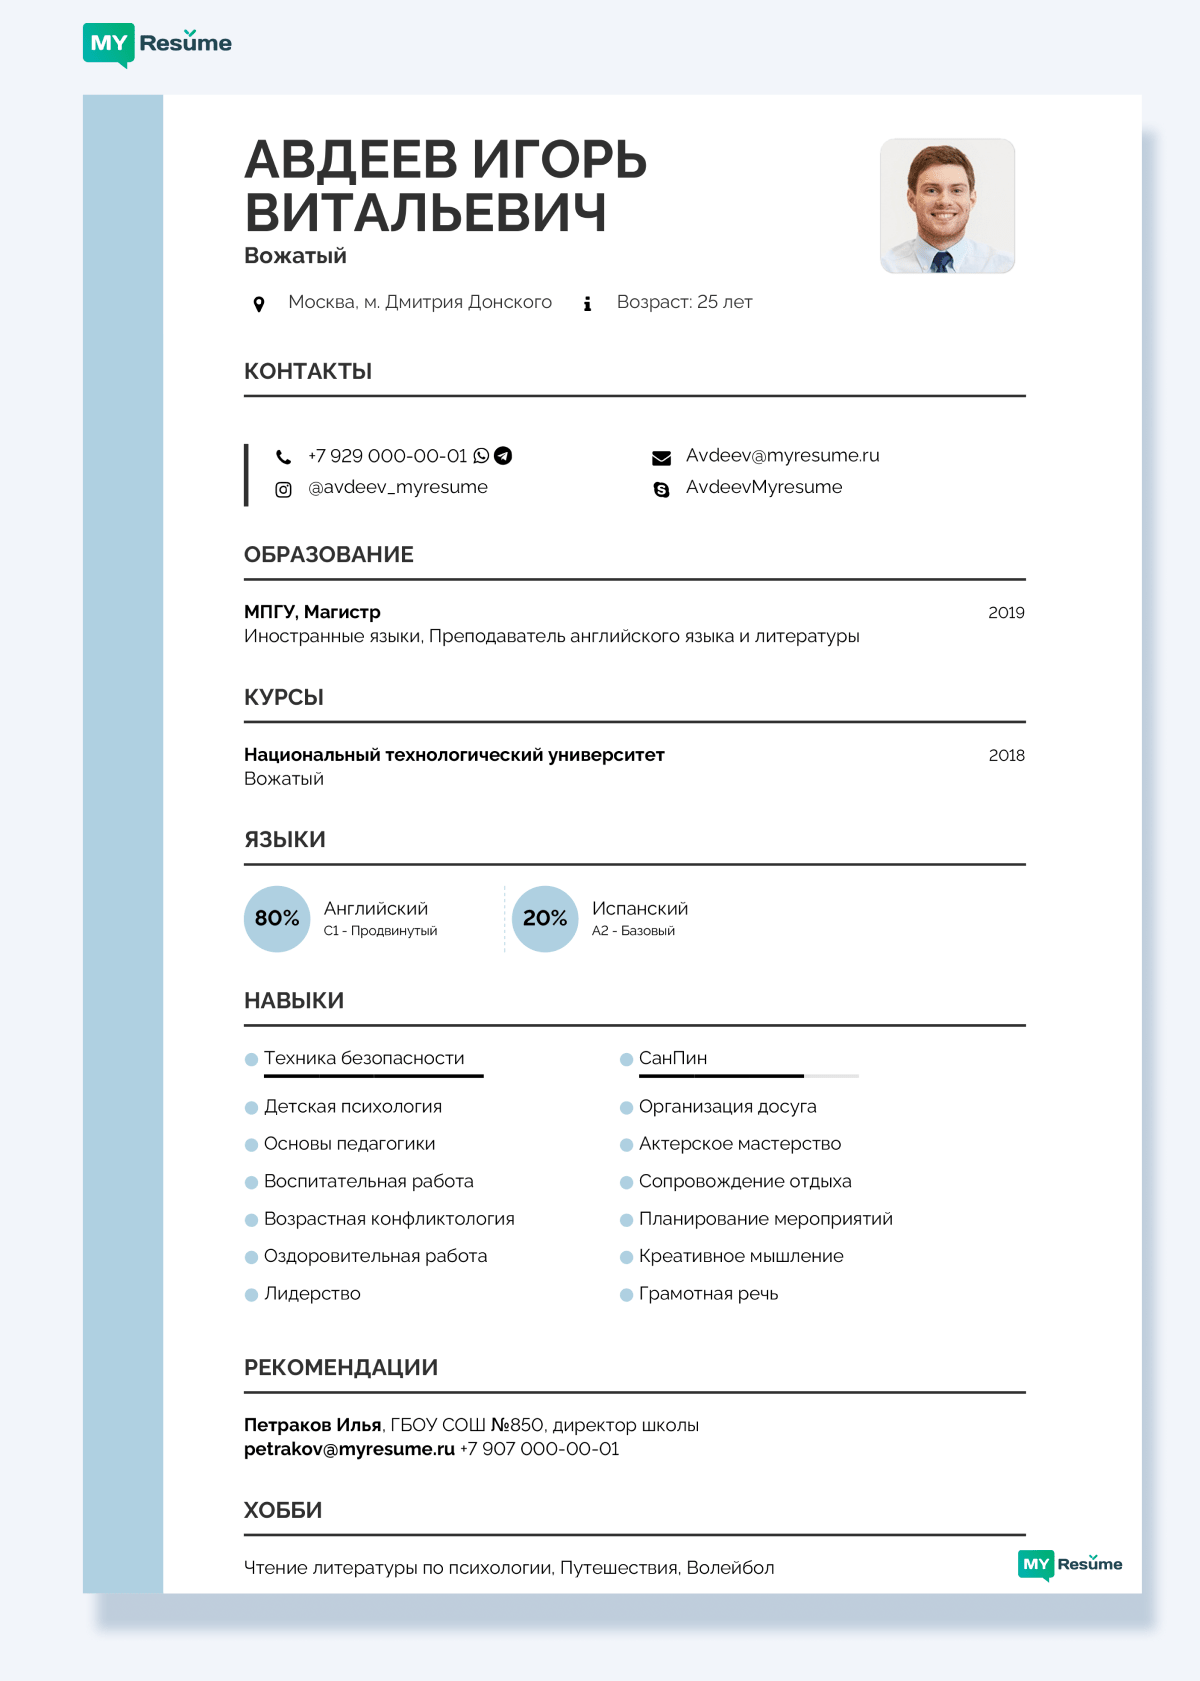 MY Resume
АВДЕЕВ ИГОРЬ
ВИТАЛЬЕВИЧ
Вожатый
Москва, м. Дмитрия Донского Возраст: 25 лет
КОНТАКТЫ
+7 929 000-00-01 Avdeev@myresume.ru
@avdeev_myresume AvdeevMyresume
ОБРАЗОВАНИЕ
МПГУ, Магистр 2019
Иностранные языки, Преподаватель английского языка и литературы
КУРСЫ
Национальный технологический университет 2018
Вожатый
ЯЗЫКИ
80% Английский 20% Испанский
C1 - Продвинутый A2 - Базовый
НАВЫКИ
Техника безопасности СанПин
Детская психология Организация досуга
Основы педагогики Актерское мастерство
Воспитательная работа Сопровождение отдыха
Возрастная конфликтология Планирование мероприятий
Оздоровительная работа Креативное мышление
Лидерство Грамотная речь
РЕКОМЕНДАЦИИ
Петраков Илья, ГБОУ СОШ №850, директор школы
petrakov@myresume.ru +7 907 000-00-01
ХОББИ
Чтение литературы по психологии, Путешествия, Волейбол
MY Resume